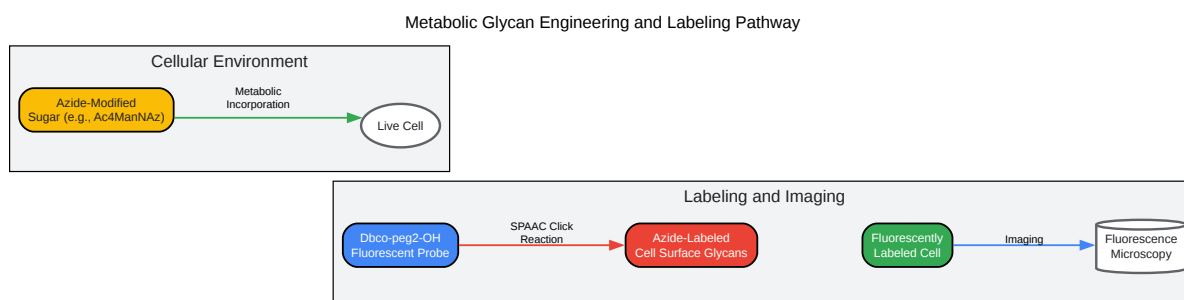 Metabolic Glycan Engineering and Labeling Pathway
Cellular Environment
Azide-Modified
Sugar (e.g., Ac4ManNAz)
Metabolic
Incorporation
Live Cell
Labeling and Imaging
Dbco-peg2-OH
Fluorescent Probe
SPAAC Click
Reaction
Azide-Labeled
Cell Surface Glycans
Fluorescently
Labeled Cell
Imaging
Fluorescence
Microscopy